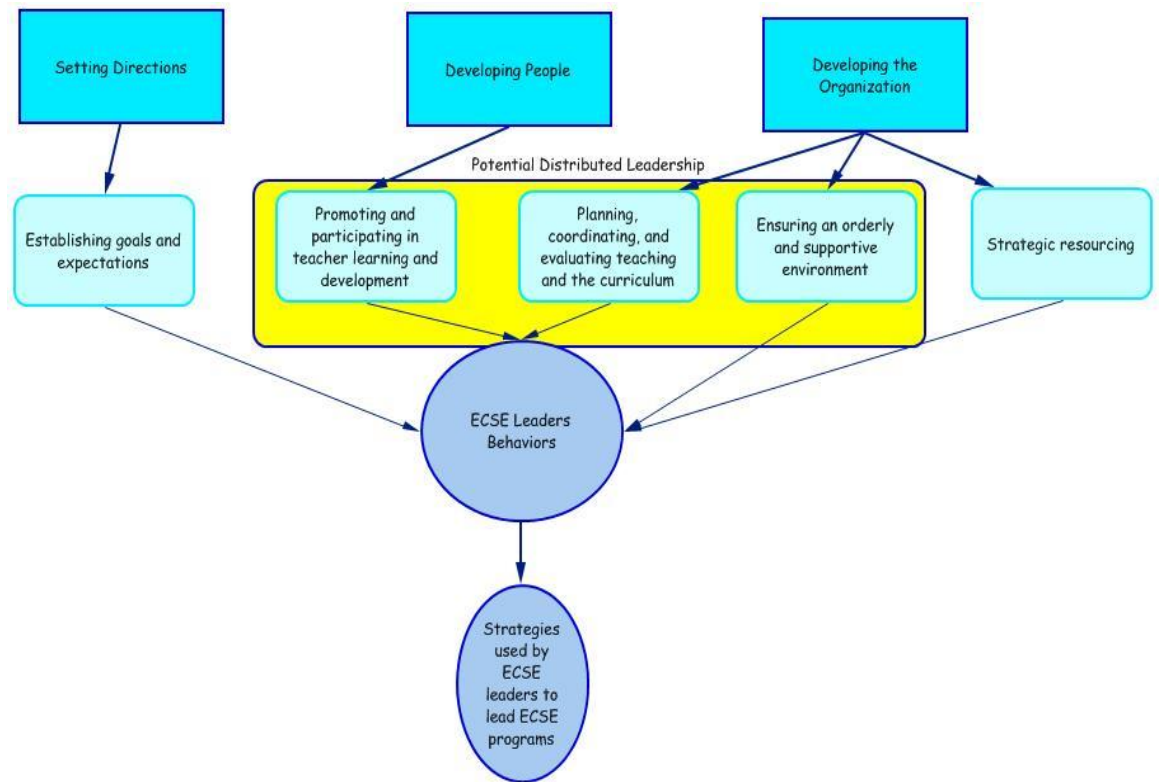 Setting Directions
Developing People
Developing the
Organization
Potential Distributed Leadership
Establishing goals and
expectations
Promoting and
participating in
teacher learning and
development
Planning,
coordinating, and
evaluating teaching
and the curriculum
Ensuring an orderly
and supportive
environment
Strategic resourcing
ECSE Leaders
Behaviors
Strategies
used by
ECSE
leaders to
lead ECSE
programs